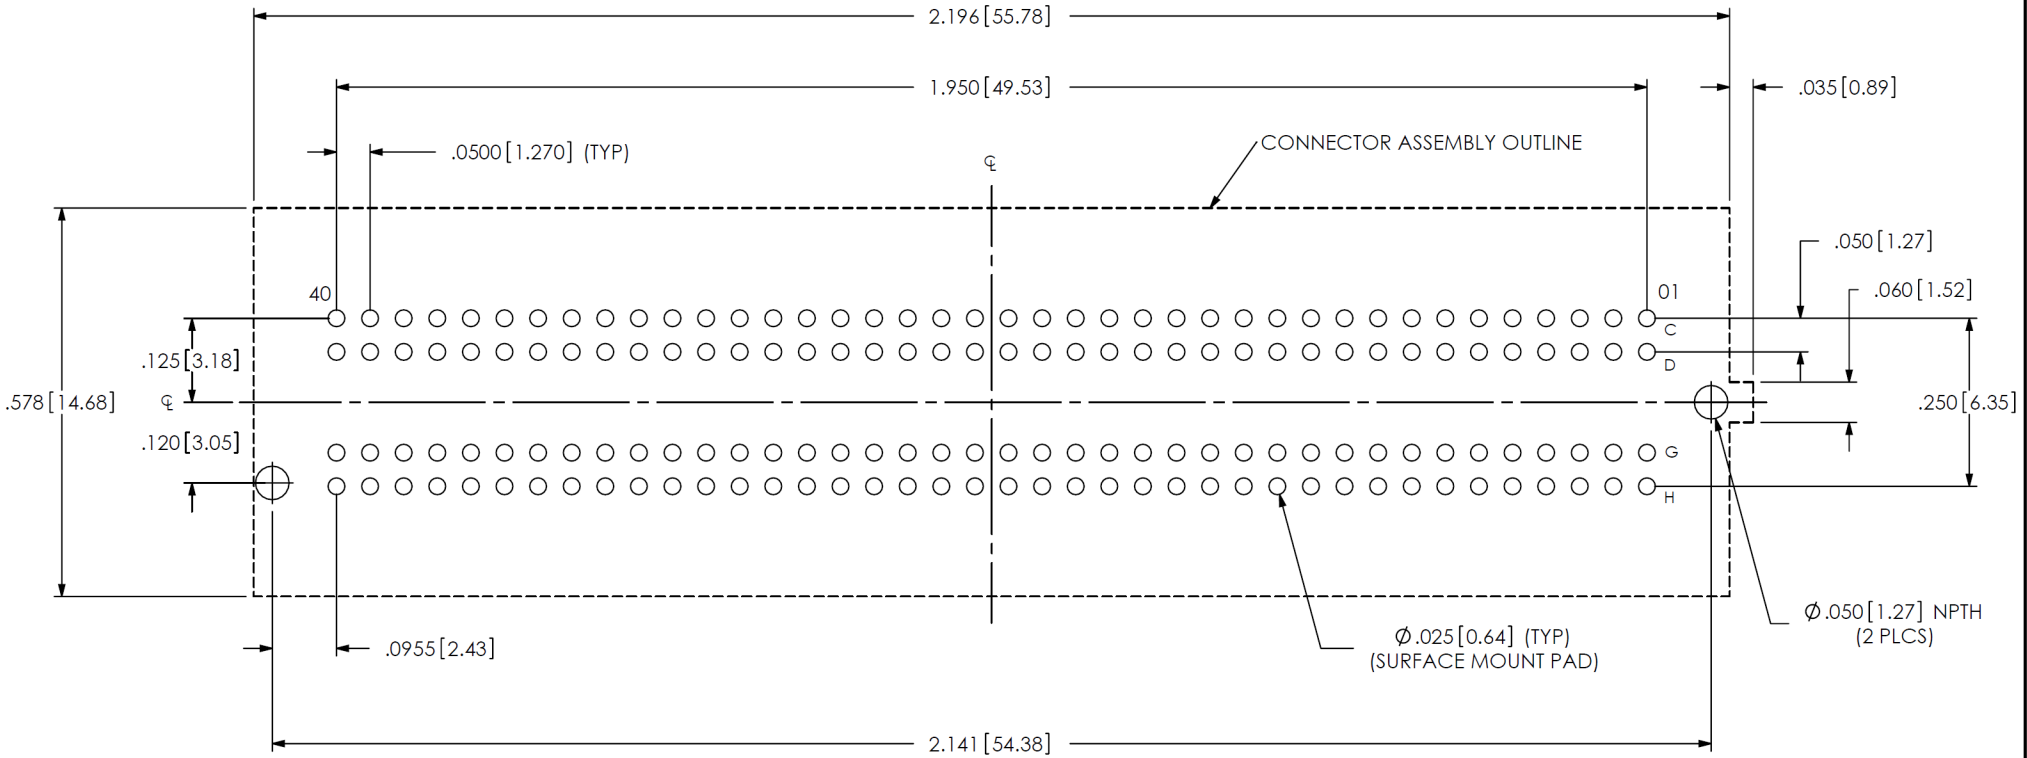 2.196[55.78]
1.950[49.53]
.035[0.89]
.0500[1.270] (TYP)
CONNECTOR ASSEMBLY OUTLINE
℄
.050[1.27]
40
01
.060[1.52]
C
.125[3.18]
D
.578[14.68]
℄
.250[6.35]
.120[3.05]
G
H
Ø.050[1.27] NPTH
(2 PLCS)
Ø.025[0.64] (TYP)
(SURFACE MOUNT PAD)
.0955[2.43]
2.141[54.38]